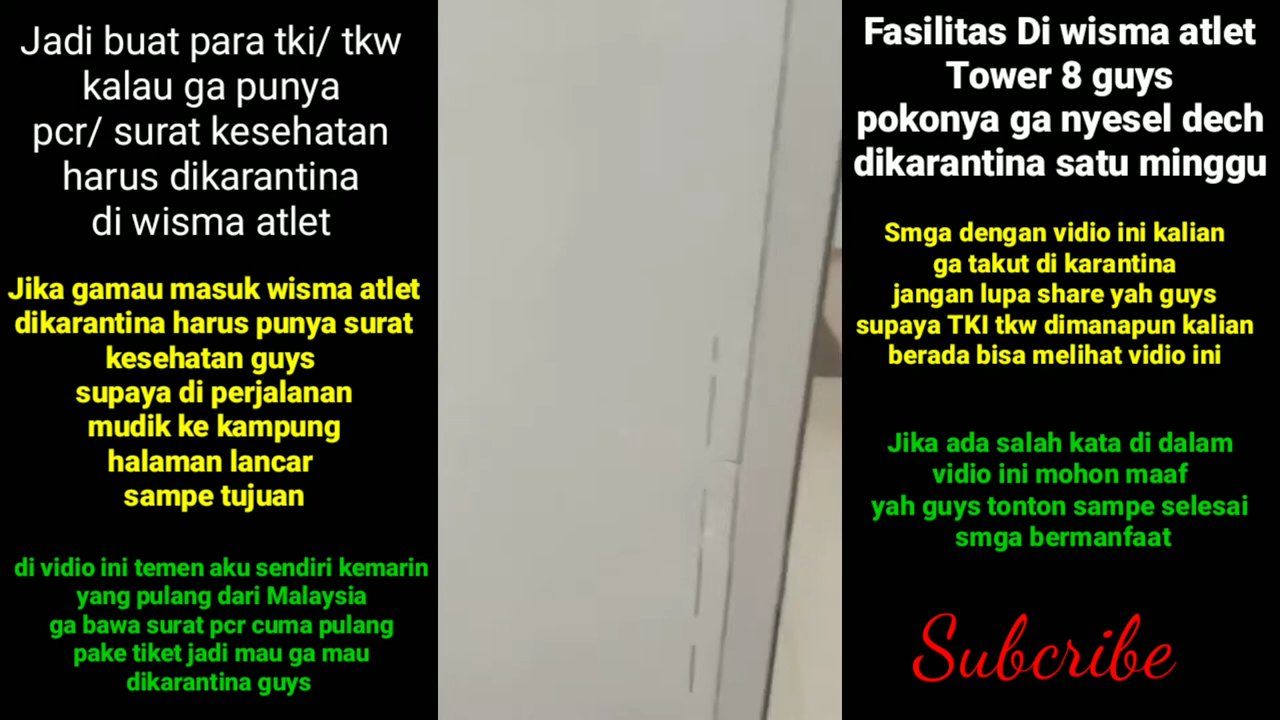 Jadi buat para tki/ tkw
kalau ga punya
pcr/ surat kesehatan
harus dikarantina
di wisma atlet
Jika gamau masuk wisma atlet
dikarantina harus punya surat
kesehatan guys
supaya di perjalanan
mudik ke kampung
halaman lancar
sampe tujuan
di vidio ini temen aku sendiri kemarin
yang pulang dari Malaysia
ga bawa surat pcr cuma pulang
pake tiket jadi mau ga mau
dikarantina guys
Fasilitas Di wisma atlet
Tower 8 guys
pokonya ga nyesel dech
dikarantina satu minggu
Smga dengan vidio ini kalian
ga takut di karantina
jangan lupa share yah guys
supaya TKI tkw dimanapun kalian
berada bisa melihat vidio ini
Jika ada salah kata di dalam
vidio ini mohon maaf
yah guys tonton sampe selesai
smga bermanfaat
Subcribe